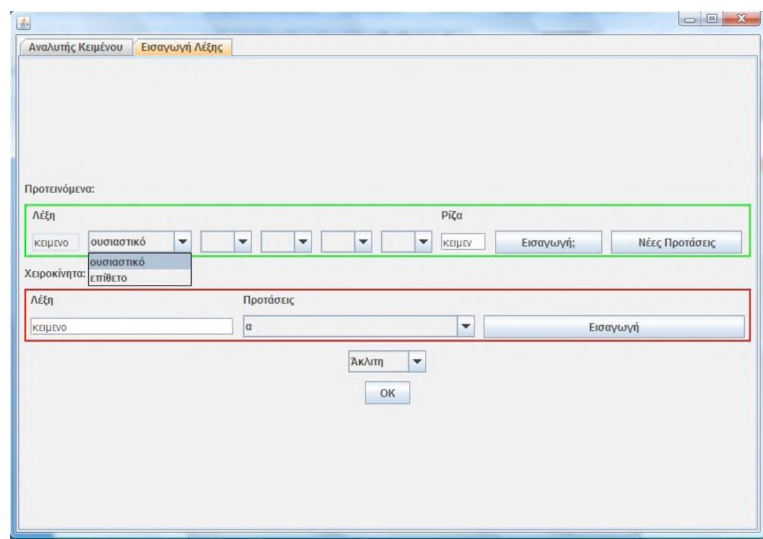 Αναλυτής Κειμένου Εισαγωγή Λέξης
Προτεινόμενα:
Λέξη Ρίζα
κειμενο ουσιαστικό κειμεν Εισαγωγή; Νέες Προτάσεις
ουσιαστικό
επίθετο
Χειροκίνητα:
Λέξη Προτάσεις
κειμενο α Εισαγωγή
Άκλιτη
OK